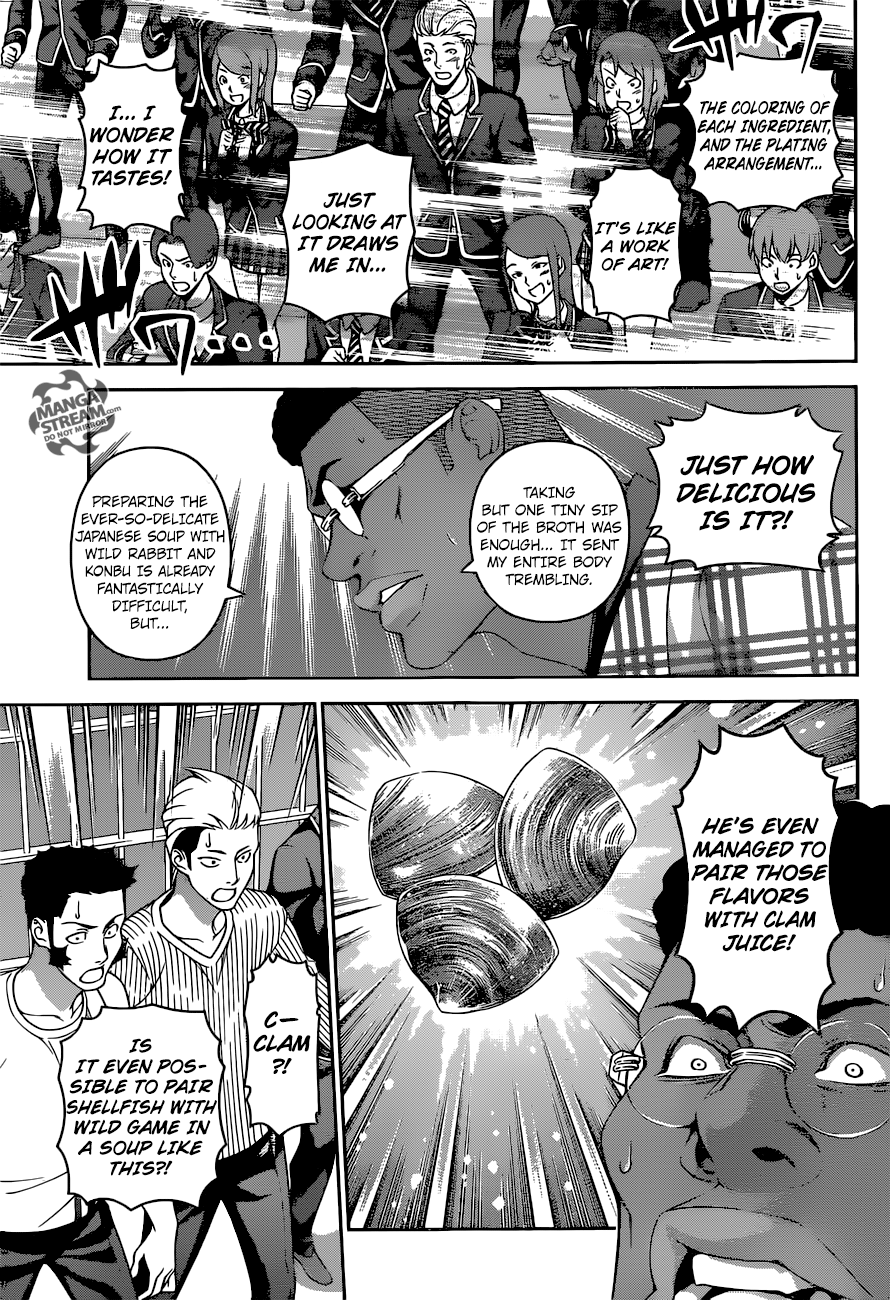 THE COLORING OF
EACH INGREDIENT,
AND THE PLATING
ARRANGEMENT...
IT'S LIKE
A WORK
OF ART!
JUST
LOOKING AT
IT DRAWS
ME IN...
I... I
WONDER
HOW IT
TASTES!
ザワ
ザワ
MANGA
STREAM.com
DO NOT MIRROR!
JUST HOW
DELICIOUS
IS IT?!
TAKING
BUT ONE TINY SIP
OF THE BROTH WAS
ENOUGH... IT SENT
MY ENTIRE BODY
TREMBLING.
PREPARING THE
EVER-SO-DELICATE
JAPANESE SOUP WITH
WILD RABBIT AND
KONBU IS ALREADY
FANTASTICALLY
DIFFICULT,
BUT...
HE'S EVEN
MANAGED TO
PAIR THOSE
FLAVORS
WITH CLAM
JUICE!
C—
CLAM
?!
IS
IT EVEN POS-
SIBLE TO PAIR
SHELLFISH WITH
WILD GAME IN
A SOUP LIKE
THIS?!